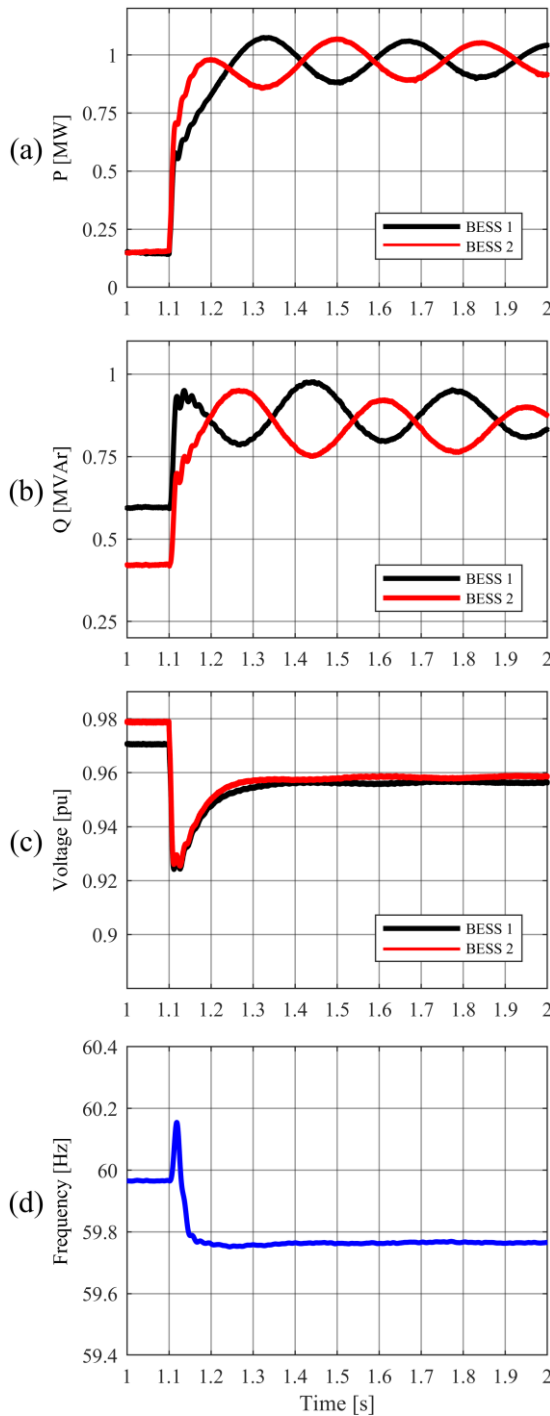 (a)
P [MW]
1
0.75
0.5
0.25
0
BESS 1
BESS 2
1 1.1 1.2 1.3 1.4 1.5 1.6 1.7 1.8 1.9 2
(b)
Q [MVAr]
1
0.75
0.5
0.25
BESS 1
BESS 2
1 1.1 1.2 1.3 1.4 1.5 1.6 1.7 1.8 1.9 2
(c)
Voltage [pu]
0.98
0.96
0.94
0.92
0.9
BESS 1
BESS 2
1 1.1 1.2 1.3 1.4 1.5 1.6 1.7 1.8 1.9 2
(d)
Frequency [Hz]
60.4
60.2
60
59.8
59.6
59.4
1 1.1 1.2 1.3 1.4 1.5 1.6 1.7 1.8 1.9 2
Time [s]